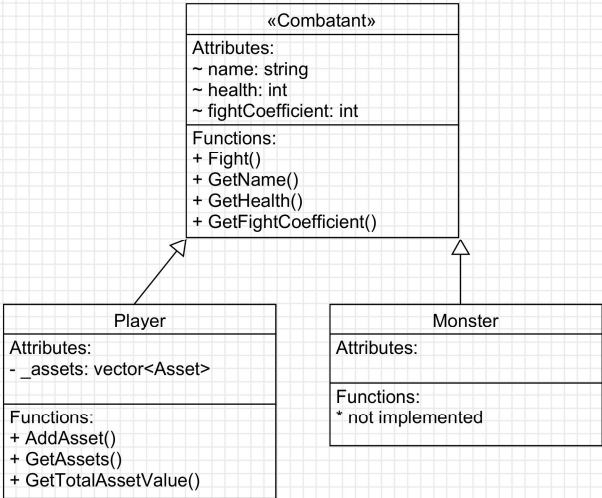 «Combatant»
Attributes:
~ name: string
~ health: int
~ fightCoefficient: int
Functions:
+ Fight()
+ GetName()
+ GetHealth()
+ GetFightCoefficient()
Player
Attributes:
- _assets: vector<Asset>
Functions:
+ AddAsset()
+ GetAssets()
+ GetTotalAssetValue()
Monster
Attributes:
Functions:
* not implemented